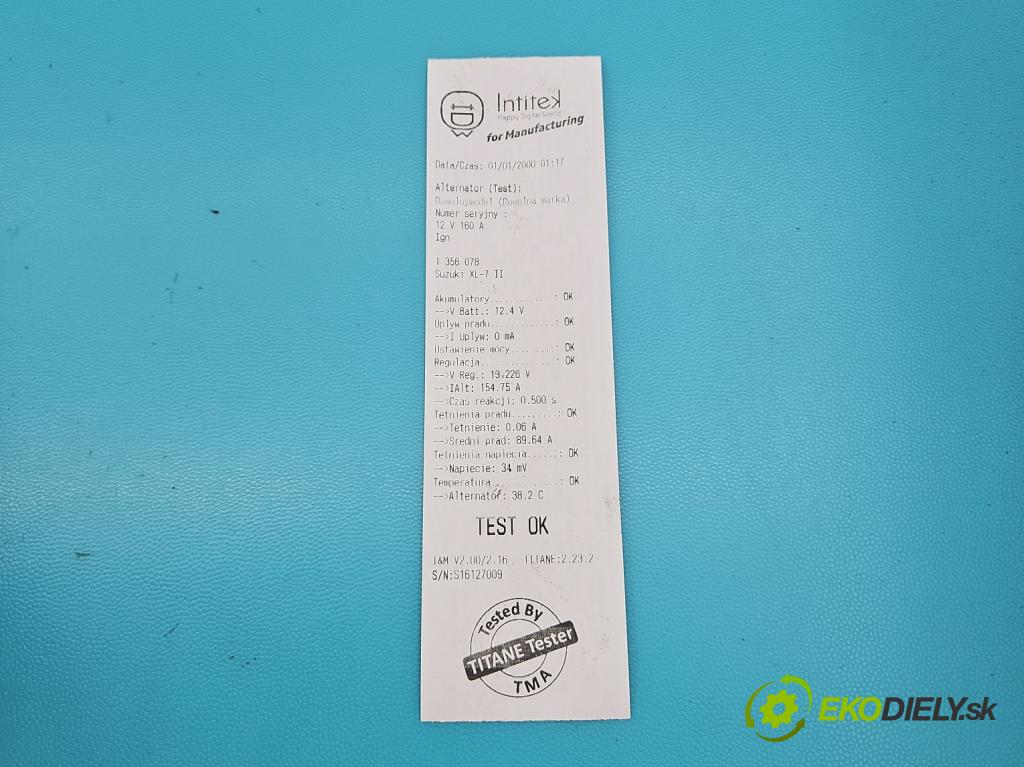 Intitek
Happy Digital World
for Manufacturing
Data/Czas: 01/01/2000 01:17
Alternator (Test):
Dowolnymodel (Dowolna marka)
Numer seryjny :
12 V 160 A
Ign
1 356 078
Suzuki XL-7 II
Akumulatory............: OK
-->V Batt.: 12.4 V
Uplyw pradu............: OK
-->I Uplyw: 0 mA
Ustawienie mocy........: OK
Regulacja..............: OK
-->V Reg.: 13.226 V
-->IAlt: 154.75 A
-->Czas reakcji: 0.500 s
Tetnienia pradu........: OK
-->Tetnienie: 0.06 A
-->Sredni prad: 89.64 A
Tetnienia napiecia.....: OK
-->Napiecie: 34 mV
Temperatura............: OK
-->Alternator: 38.2 C
TEST OK
I&M V2.00/2.16, TITANE:2.23.2
S/N:S16127009
Tested By
TITANE Tester
TMA
EKODIELY.sk